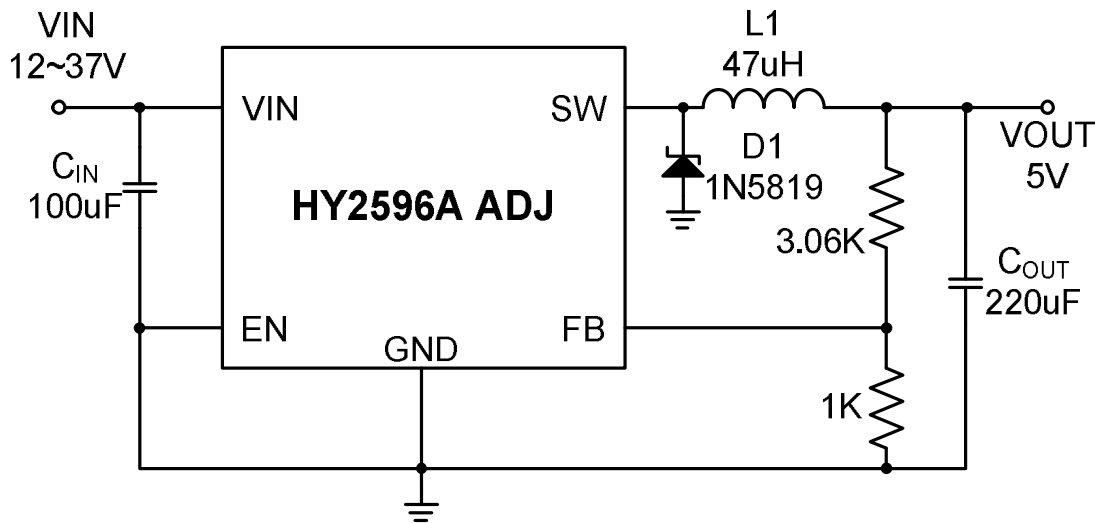 VIN
12~37V
L1
47uH
VIN
SW
VOUT
5V
CIN
100uF
D1
1N5819
HY2596A ADJ
3.06K
COUT
220uF
EN
GND
FB
1K